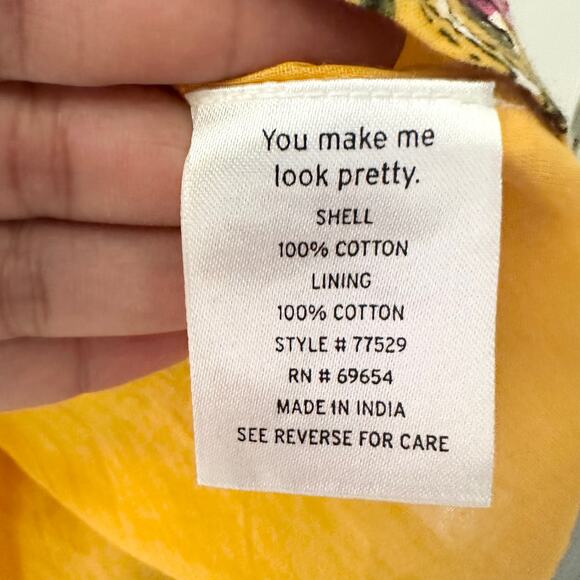 You make me
look pretty.
SHELL
100% COTTON
LINING
100% COTTON
STYLE # 77529
RN # 69654
MADE IN INDIA
SEE REVERSE FOR CARE